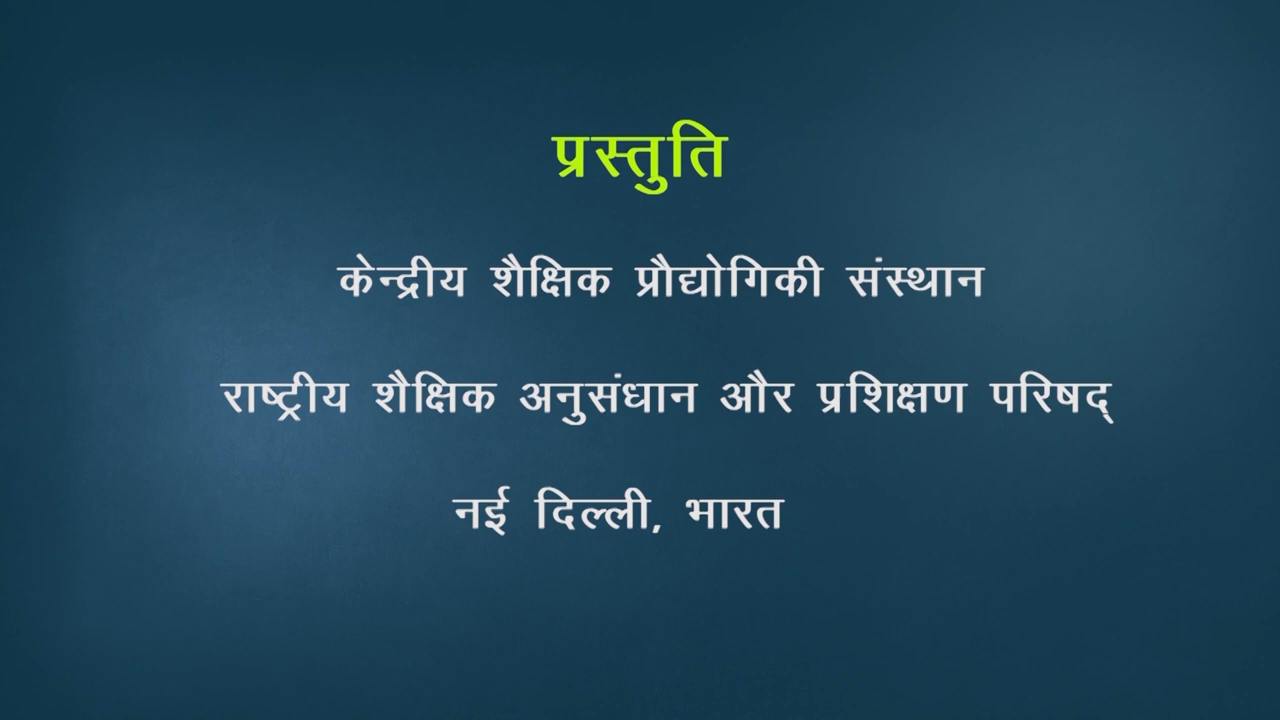 प्रस्तुति
केन्द्रीय शैक्षिक प्रौद्योगिकी संस्थान
राष्ट्रीय शैक्षिक अनुसंधान और प्रशिक्षण परिषद्
नई दिल्ली, भारत